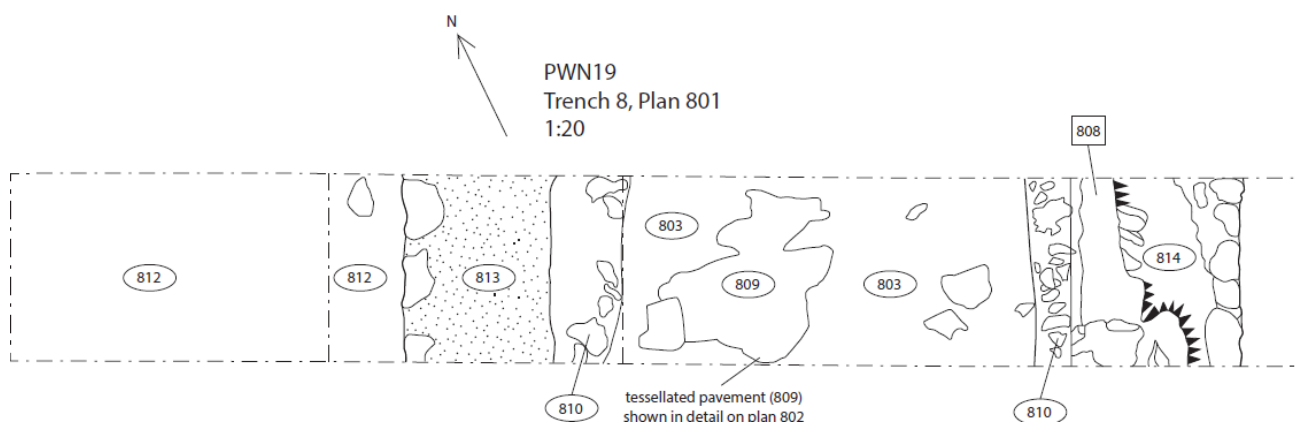 N
PWN19
Trench 8, Plan 801
1:20
808
803
812
812
813
809
803
814
tessellated pavement (809)
shown in detail on plan 802
810
810